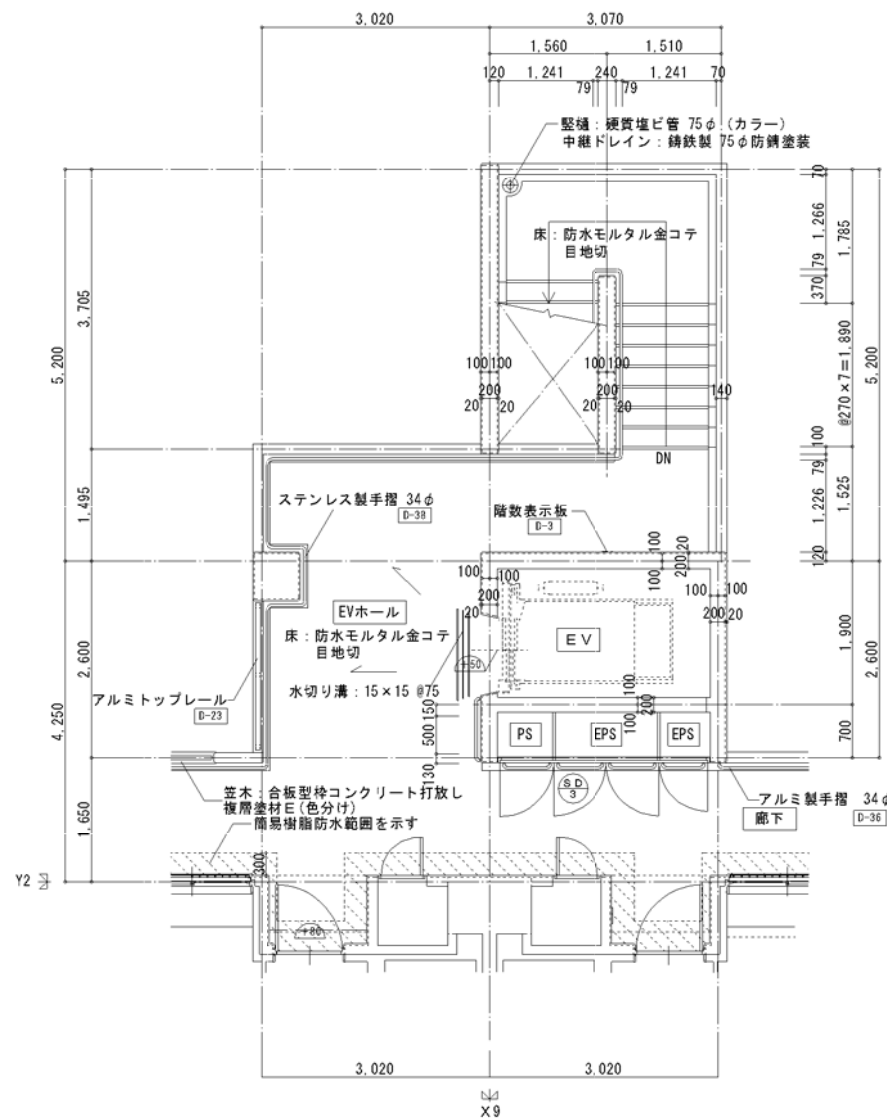 3,020
3,070
1,560
1,510
120
1,241
240
1,241
70
79
79
竪樋：硬質塩ビ管 75φ (カラー)
中継ドレイン：鋳鉄製 75φ防錆塗装
70
1,266
1,785
79
370
床：防水モルタル金コテ
目地切
3,705
5,200
5,200
@270×7=1,890
100 100
200
20
20
100 100
200
20
20
140
DN
100
79
1,226
1,525
120
1,495
ステンレス製手摺 34φ
D-38
階数表示板
D-3
100
20
100
200
100
100
200
20
100
100
200
20
EVホール
床：防水モルタル金コテ
目地切
EV
+50
水切り溝：15×15 @75
アルミトップレール
D-23
2,600
4,250
1,900
2,600
700
150
500
130
100
200
100
PS
EPS
EPS
SD
3
笠木：合板型枠コンクリート打放し
複層塗材E(色分け)
簡易樹脂防水範囲を示す
アルミ製手摺 34φ
廊下
D-36
1,650
300
Y2
+80
3,020
3,020
X9